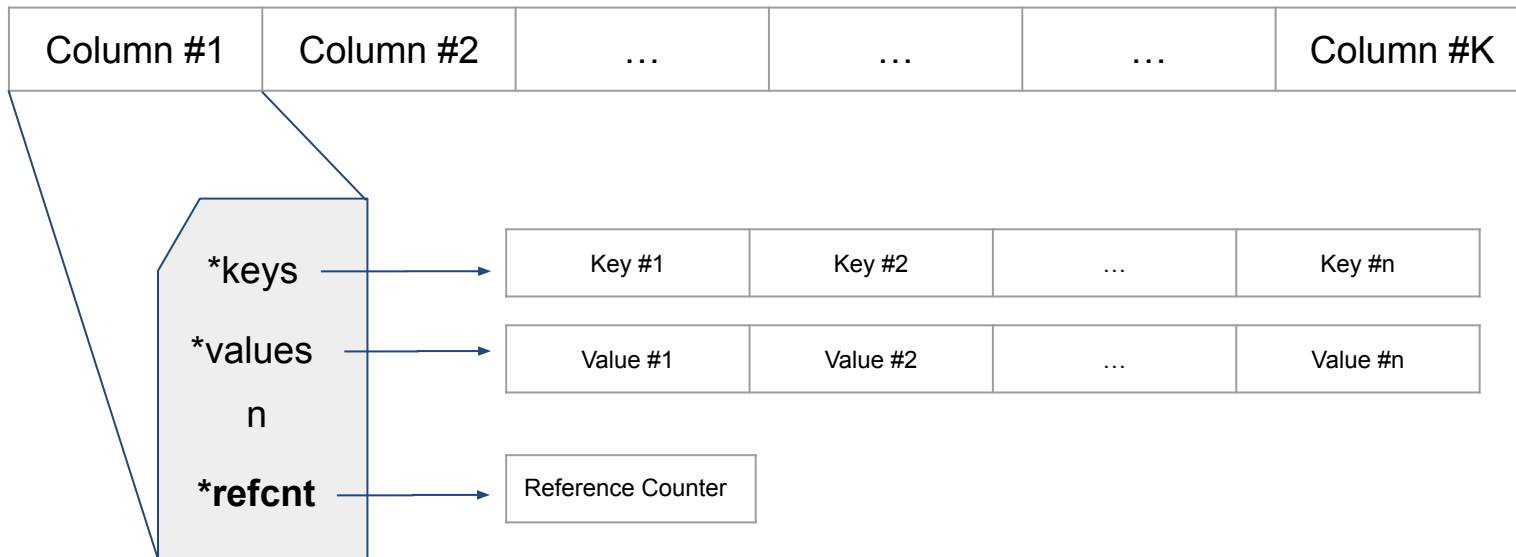 Column #1 Column #2 … … … Column #K
*keys Key #1 Key #2 … Key #n
*values Value #1 Value #2 … Value #n
n
*refcnt Reference Counter